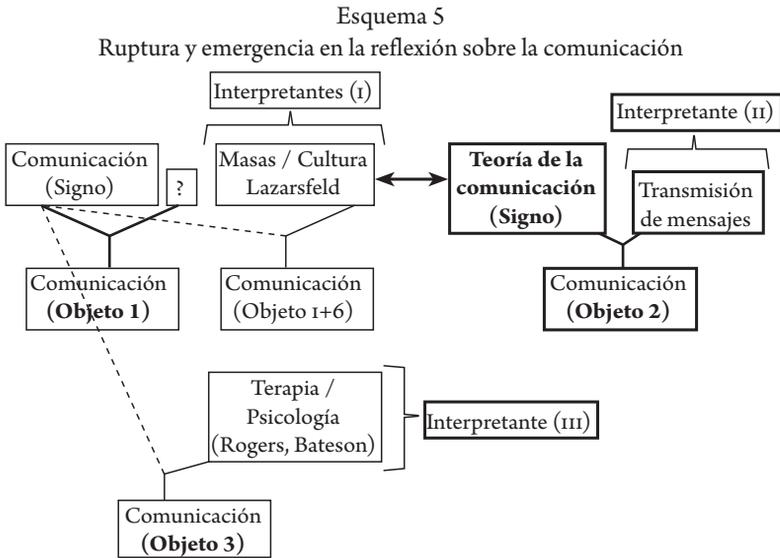 Esquema 5
Ruptura y emergencia en la reflexión sobre la comunicación
Interpretantes (I)
Interpretante (II)
Comunicación
(Signo)
?
Masas / Cultura
Lazarsfeld
Teoría de la
comunicación
(Signo)
Transmisión
de mensajes
Comunicación
(Objeto 1)
Comunicación
(Objeto 1+6)
Comunicación
(Objeto 2)
Terapia /
Psicología
(Rogers, Bateson)
Interpretante (III)
Comunicación
(Objeto 3)